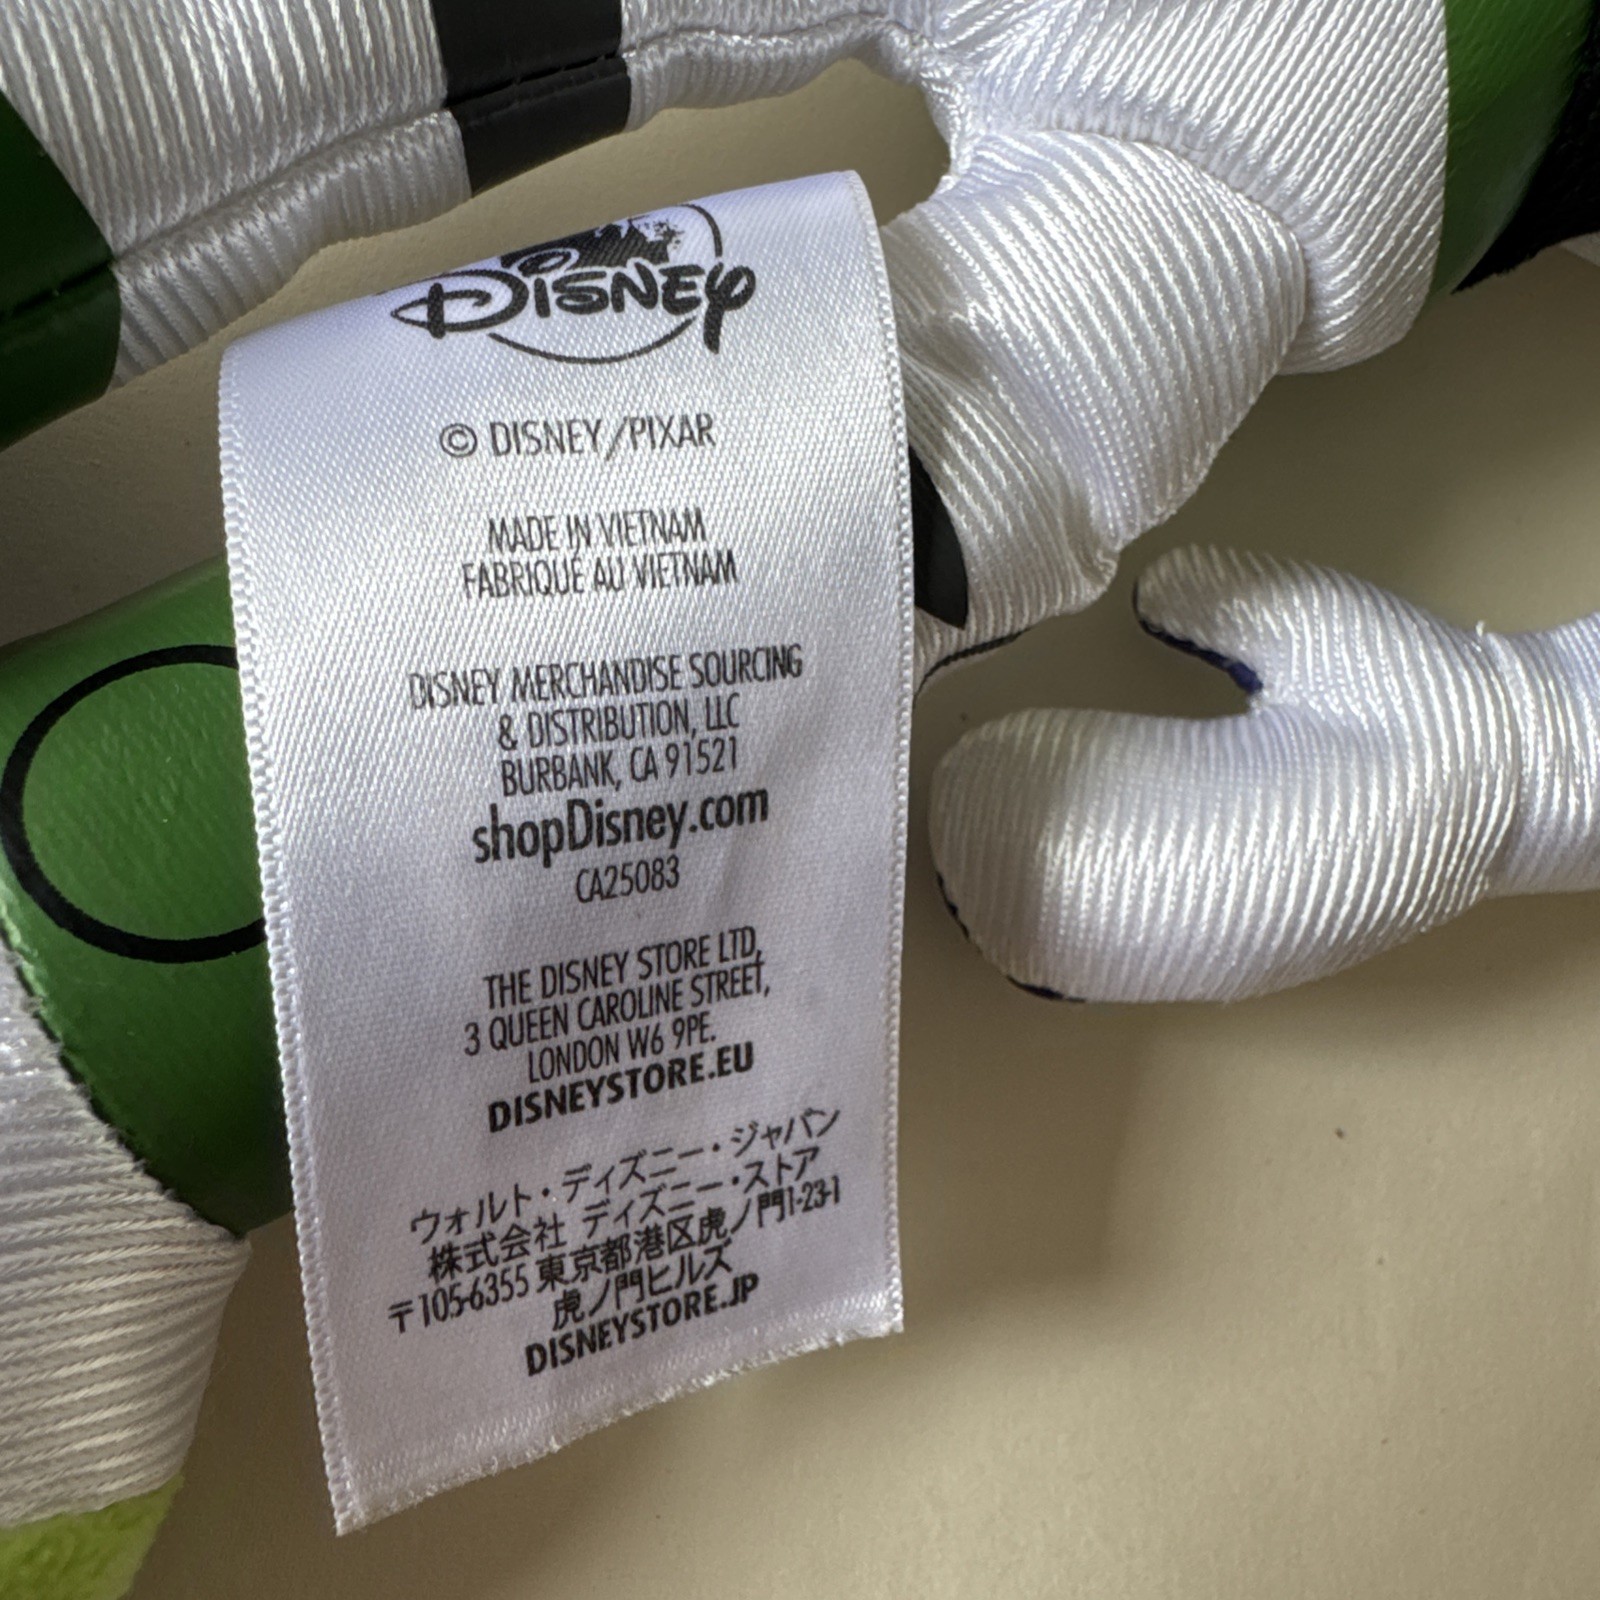 Disney
© DISNEY/PIXAR
MADE IN VIETNAM
FABRIQUÉ AU VIETNAM
DISNEY MERCHANDISE SOURCING
& DISTRIBUTION, LLC
BURBANK, CA 91521
shopDisney.com
CA25083
THE DISNEY STORE LTD,
3 QUEEN CAROLINE STREET,
LONDON W6 9PE.
DISNEYSTORE.EU
ウォルト・ディズニー・ジャパン
株式会社 ディズニー・ストア
〒105-6355 東京都港区虎ノ門1-23-1
虎ノ門ヒルズ
DISNEYSTORE.JP